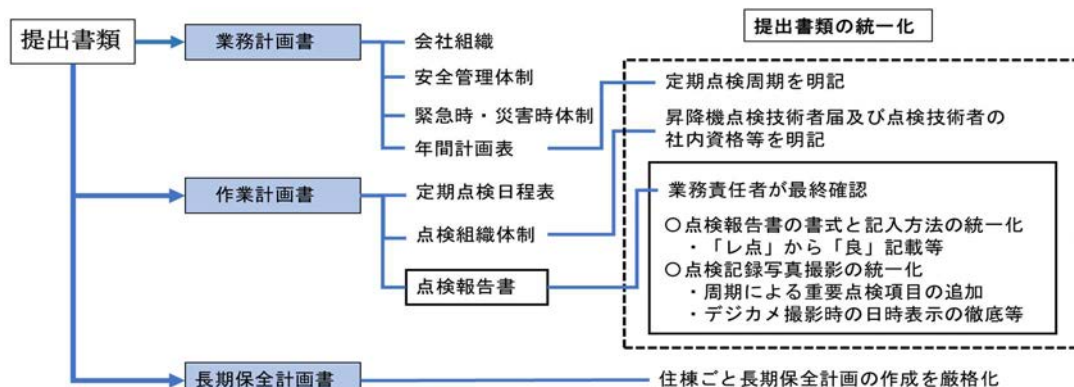 提出書類
業務計画書
会社組織
安全管理体制
緊急時・災害時体制
年間計画表
提出書類の統一化
定期点検周期を明記
昇降機点検技術者届及び点検技術者の
社内資格等を明記
作業計画書
定期点検日程表
点検組織体制
点検報告書
業務責任者が最終確認
〇点検報告書の書式と記入方法の統一化
・「レ点」から「良」記載等
〇点検記録写真撮影の統一化
・周期による重要点検項目の追加
・デジカメ撮影時の日時表示の徹底等
長期保全計画書
住棟ごと長期保全計画の作成を厳格化